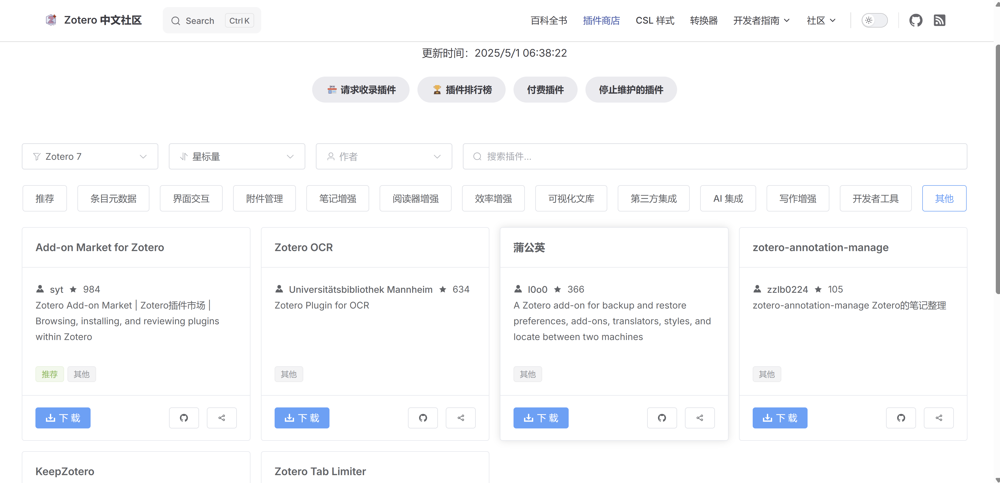 Zotero 中文社区
Search
Ctrl K
百科全书
插件商店
CSL 样式
转换器
开发者指南
社区
更新时间：2025/5/1 06:38:22
请求收录插件
插件排行榜
付费插件
停止维护的插件
Zotero 7
星标量
作者
搜索插件...
推荐
条目元数据
界面交互
附件管理
笔记增强
阅读器增强
效率增强
可视化文库
第三方集成
AI 集成
写作增强
开发者工具
其他
Add-on Market for Zotero
syt ★ 984
Zotero Add-on Market | Zotero插件市场 |
Browsing, installing, and reviewing plugins
within Zotero
推荐 其他
下载
Zotero OCR
Universitätsbibliothek Mannheim ★ 634
Zotero Plugin for OCR
其他
下载
蒲公英
l0o0 ★ 366
A Zotero add-on for backup and restore
preferences, add-ons, translators, styles, and
locate between two machines
其他
下载
zotero-annotation-manage
zzlb0224 ★ 105
zotero-annotation-manage Zotero的笔记整理
其他
下载
KeepZotero
Zotero Tab Limiter